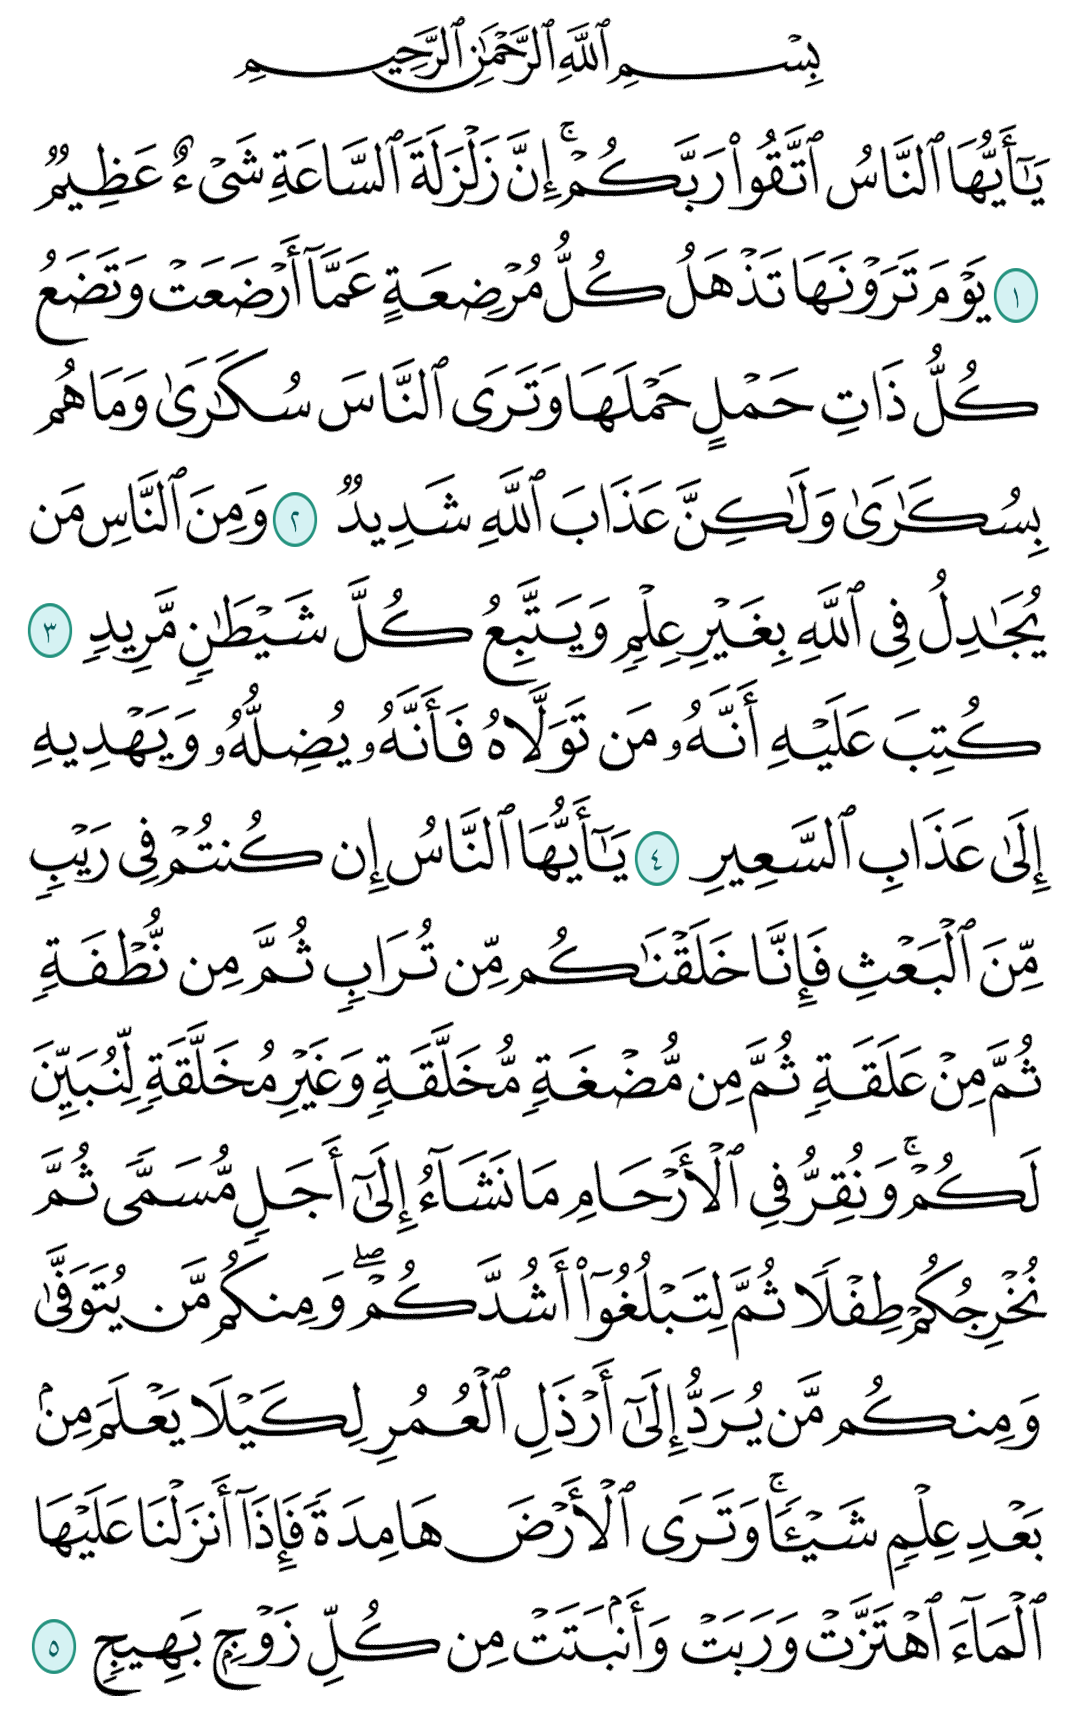 بِسْمِ ٱللَّهِ ٱلرَّحْمَٰنِ ٱلرَّحِيمِ
يَٰٓأَيُّهَا ٱلنَّاسُ ٱتَّقُوا۟ رَبَّكُمْ ۚ إِنَّ زَلْزَلَةَ ٱلسَّاعَةِ شَىْءٌ عَظِيمٌ
١ يَوْمَ تَرَوْنَهَا تَذْهَلُ كُلُّ مُرْضِعَةٍ عَمَّآ أَرْضَعَتْ وَتَضَعُ
كُلُّ ذَاتِ حَمْلٍ حَمْلَهَا وَتَرَى ٱلنَّاسَ سُكَٰرَىٰ وَمَا هُم
بِسُكَٰرَىٰ وَلَٰكِنَّ عَذَابَ ٱللَّهِ شَدِيدٌ ٢ وَمِنَ ٱلنَّاسِ مَن
يُجَٰدِلُ فِى ٱللَّهِ بِغَيْرِ عِلْمٍ وَيَتَّبِعُ كُلَّ شَيْطَٰنٍ مَّرِيدٍ ٣
كُتِبَ عَلَيْهِ أَنَّهُۥ مَن تَوَلَّاهُ فَأَنَّهُۥ يُضِلُّهُۥ وَيَهْدِيهِ
إِلَىٰ عَذَابِ ٱلسَّعِيرِ ٤ يَٰٓأَيُّهَا ٱلنَّاسُ إِن كُنتُمْ فِى رَيْبٍ
مِّنَ ٱلْبَعْثِ فَإِنَّا خَلَقْنَٰكُم مِّن تُرَابٍ ثُمَّ مِن نُّطْفَةٍ
ثُمَّ مِنْ عَلَقَةٍ ثُمَّ مِن مُّضْغَةٍ مُّخَلَّقَةٍ وَغَيْرِ مُخَلَّقَةٍ لِّنُبَيِّنَ
لَكُمْ ۚ وَنُقِرُّ فِى ٱلْأَرْحَامِ مَا نَشَآءُ إِلَىٰٓ أَجَلٍ مُّسَمًّى ثُمَّ
نُخْرِجُكُمْ طِفْلًا ثُمَّ لِتَبْلُغُوٓا۟ أَشُدَّكُمْ ۖ وَمِنكُم مَّن يُتَوَفَّىٰ
وَمِنكُم مَّن يُرَدُّ إِلَىٰٓ أَرْذَلِ ٱلْعُمُرِ لِكَيْلَا يَعْلَمَ مِنۢ
بَعْدِ عِلْمٍ شَيْـًٔا ۚ وَتَرَى ٱلْأَرْضَ هَامِدَةً فَإِذَآ أَنزَلْنَا عَلَيْهَا
ٱلْمَآءَ ٱهْتَزَّتْ وَرَبَتْ وَأَنۢبَتَتْ مِن كُلِّ زَوْجٍۭ بَهِيجٍ ٥